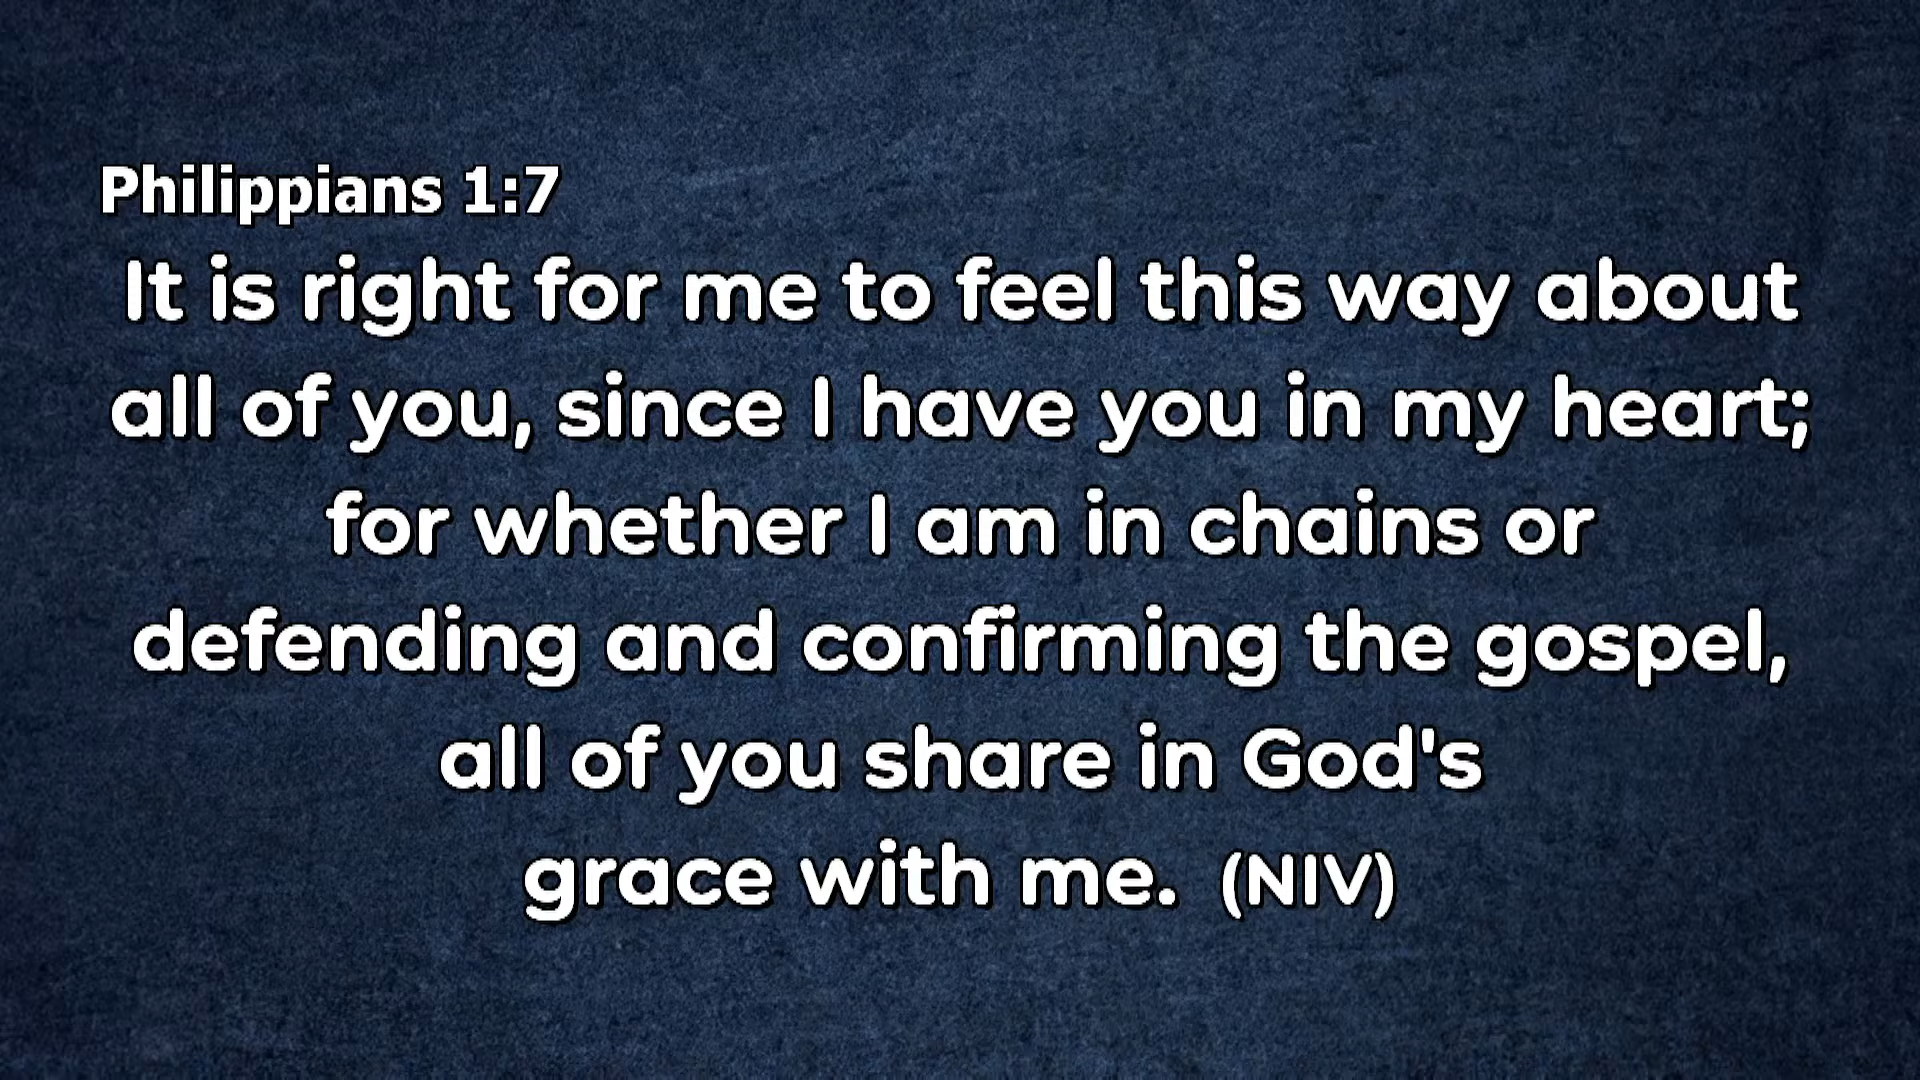 Philippians 1:7
It is right for me to feel this way about
all of you, since I have you in my heart;
for whether I am in chains or
defending and confirming the gospel,
all of you share in God's
grace with me. (NIV)